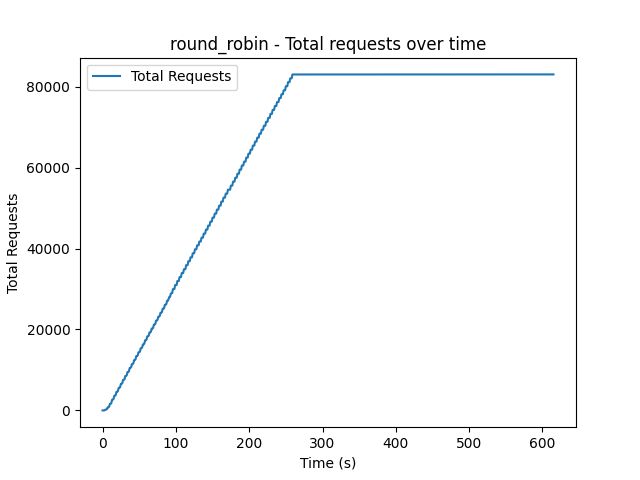 round_robin - Total requests over time
Total Requests
Total Requests
80000
60000
40000
20000
0
0 100 200 300 400 500 600
Time (s)